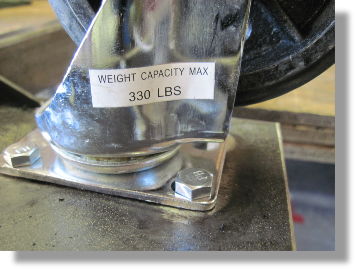 WEIGHT CAPACITY MAX
330 LBS